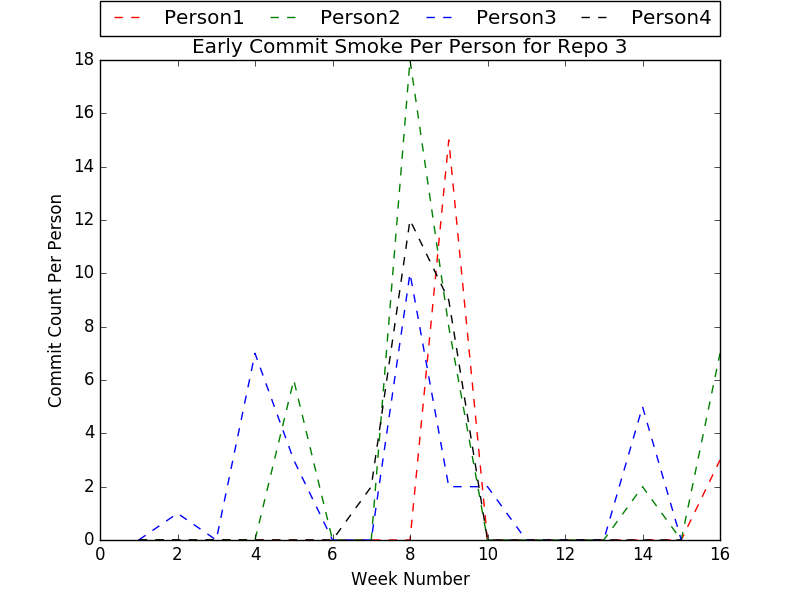 Person1 Person2 Person3 Person4
Early Commit Smoke Per Person for Repo 3
18
16
14
12
10
8
6
4
2
0
Commit Count Per Person
0 2 4 6 8 10 12 14 16
Week Number